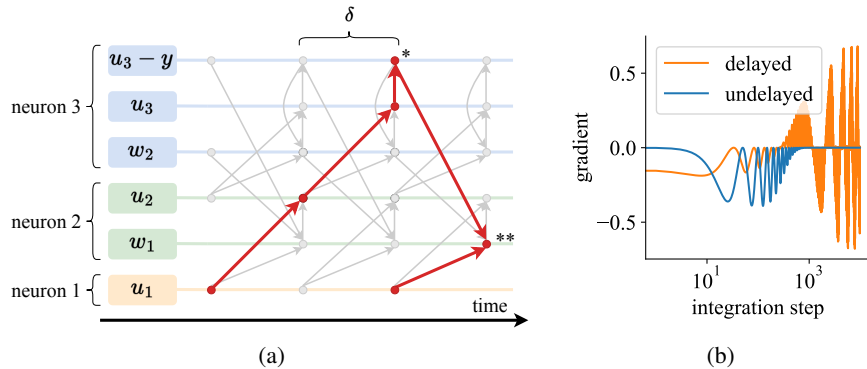 δ
u₃ − y
*
neuron 3
u₃
w₂
u₂
neuron 2
w₁
**
neuron 1
u₁
time
(a)
delayed
undelayed
0.5
0.0
−0.5
gradient
10¹
10³
integration step
(b)